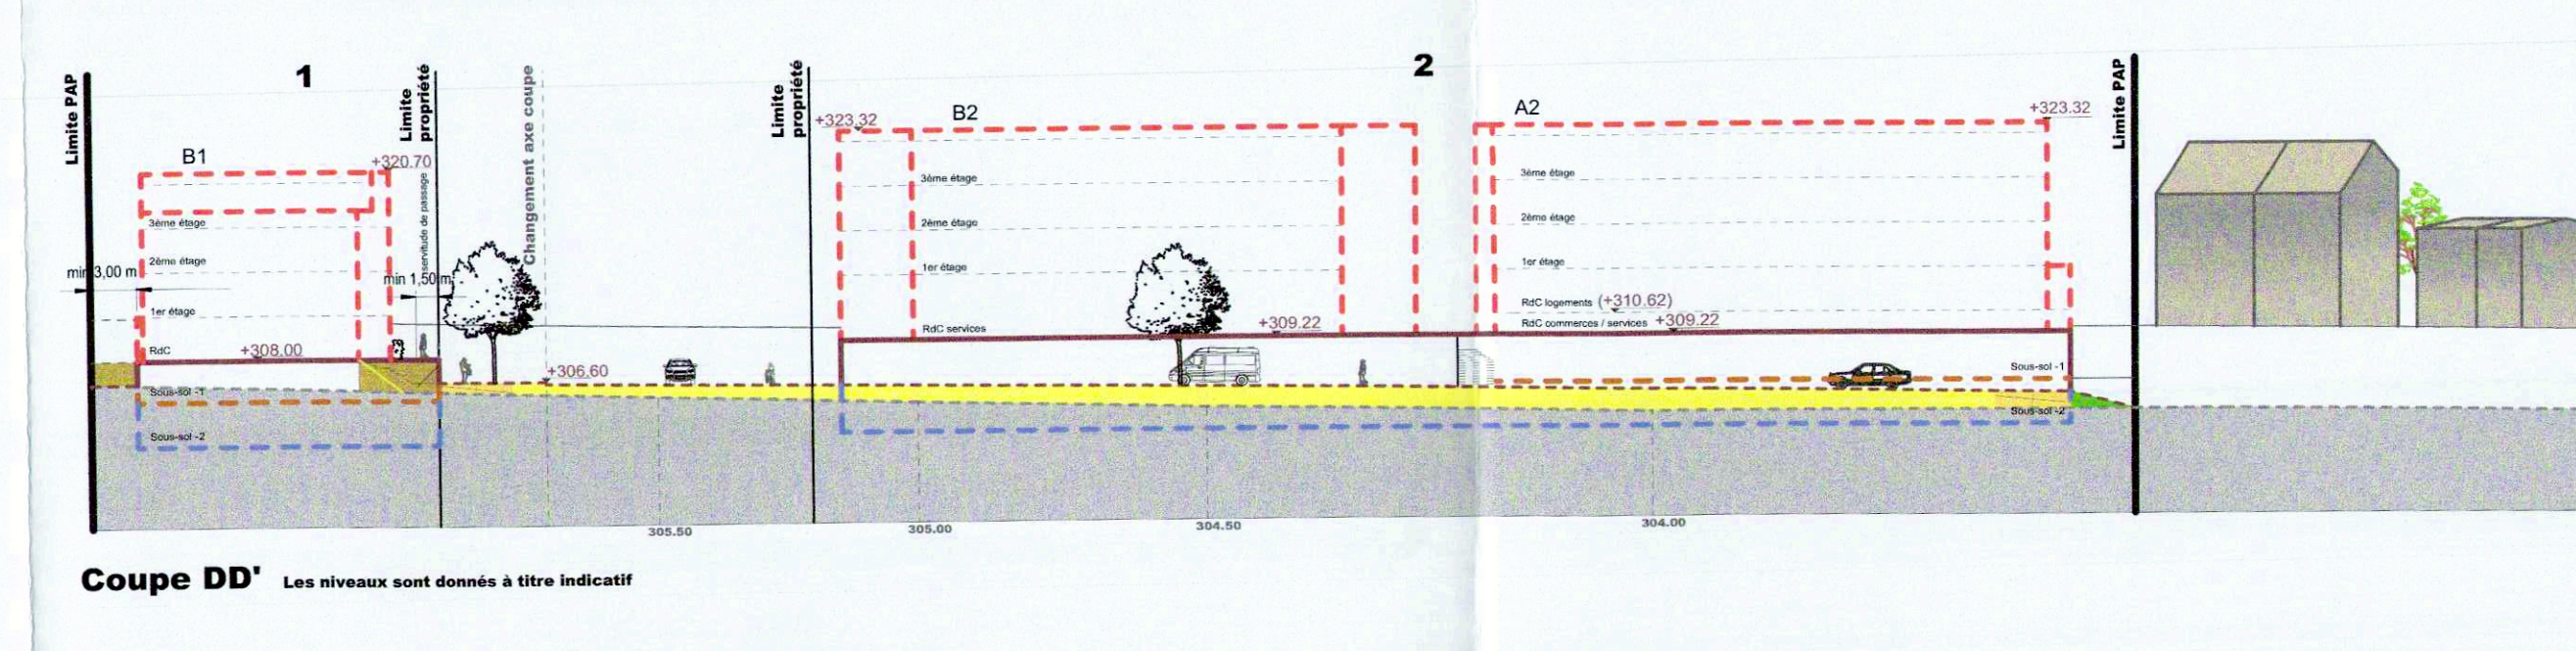 Limite PAP
1
Limite
propriété
Changement axe coupe
Limite
propriété
2
Limite PAP
B1
+320.70
servitude de passage
+323.32
B2
A2
+323.32
3ème étage
2ème étage
1er étage
RdC
+308.00
min 3,00 m
min 1,50 m
Sous-sol -1
Sous-sol -2
+306.60
3ème étage
2ème étage
1er étage
RdC services
+309.22
3ème étage
2ème étage
1er étage
RdC logements (+310.62)
RdC commerces / services +309.22
Sous-sol -1
Sous-sol -2
305.50
305.00
304.50
304.00
Coupe DD' Les niveaux sont donnés à titre indicatif